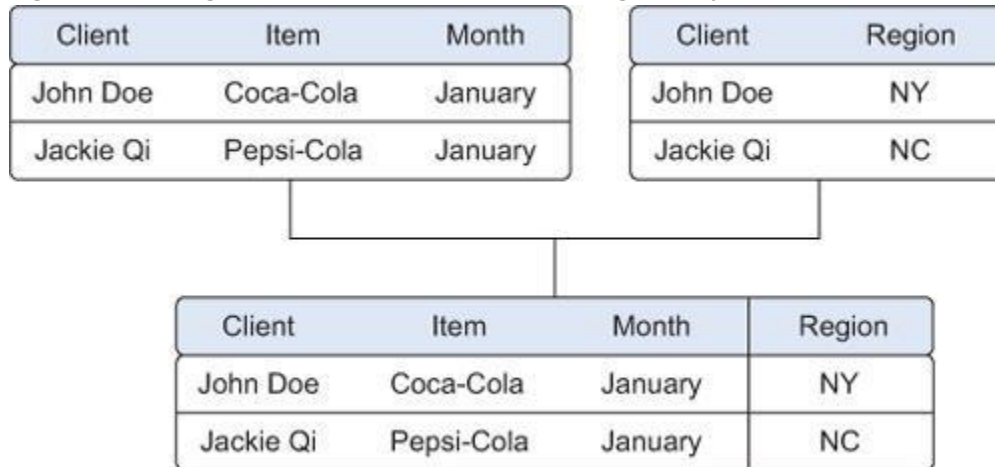 Client Item Month
John Doe Coca-Cola January
Jackie Qi Pepsi-Cola January
Client Region
John Doe NY
Jackie Qi NC
Client Item Month Region
John Doe Coca-Cola January NY
Jackie Qi Pepsi-Cola January NC